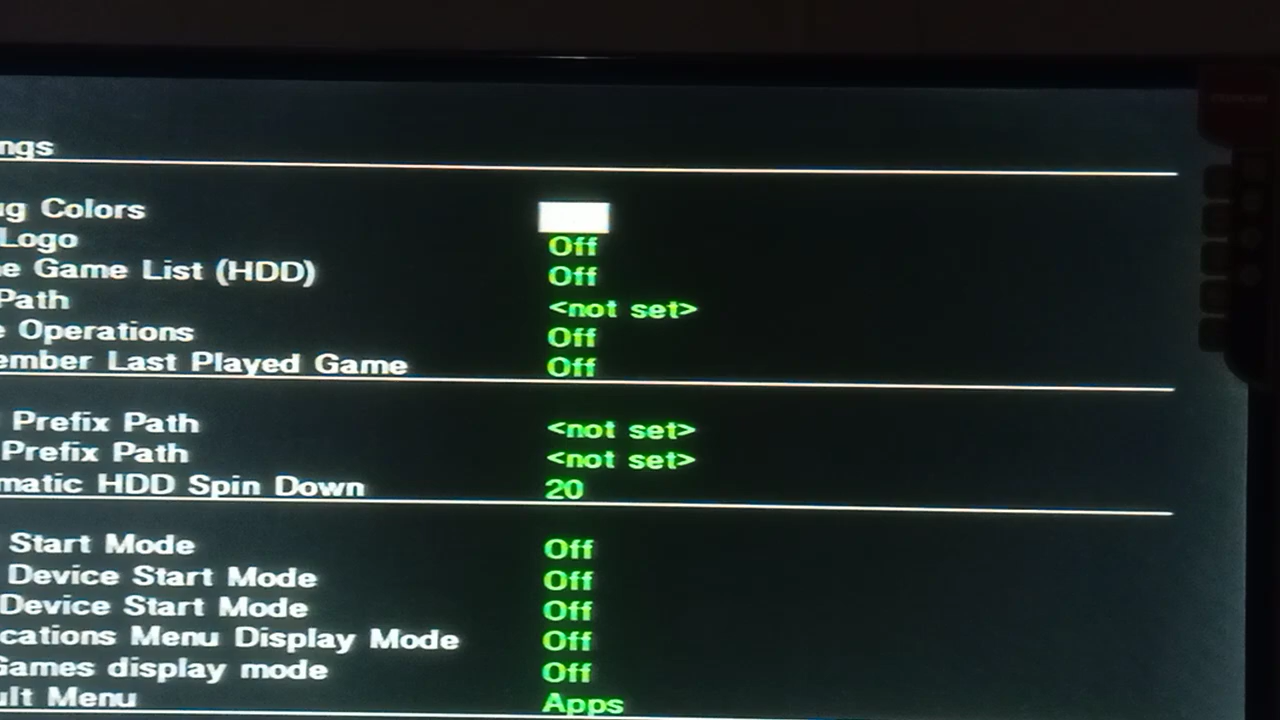 ngs
ug Colors
Logo Off
e Game List (HDD) Off
Path <not set>
e Operations Off
ember Last Played Game Off
Prefix Path <not set>
Prefix Path <not set>
matic HDD Spin Down 20
Start Mode Off
Device Start Mode Off
Device Start Mode Off
cations Menu Display Mode Off
Games display mode Off
ult Menu Apps